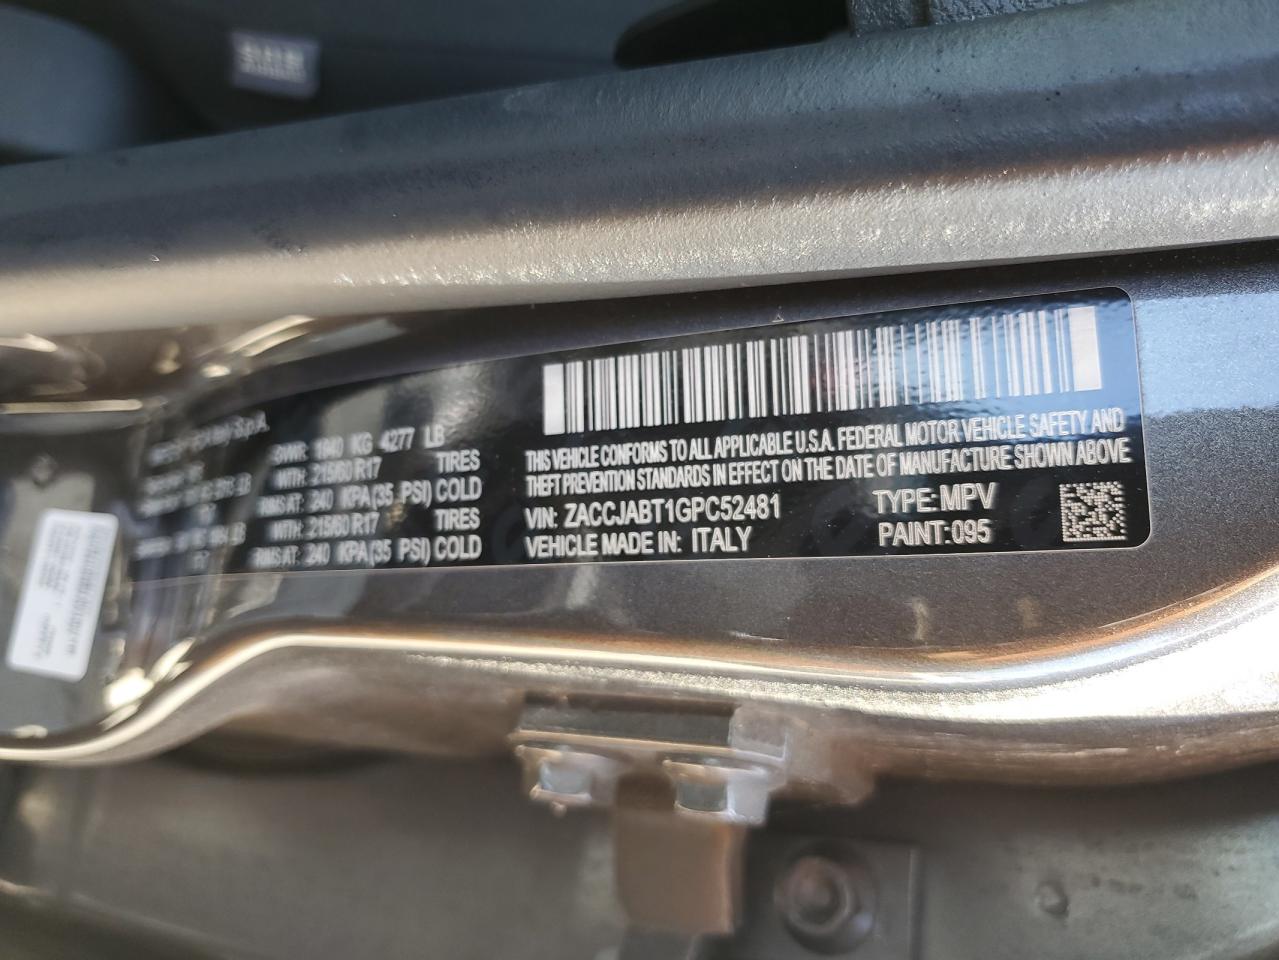 GVWR: 1940 KG 4277 LB
WITH: 215/60 R17 TIRES
RIMS AT: 240 KPA(35 PSI) COLD
WITH: 215/60 R17 TIRES
RIMS AT: 240 KPA(35 PSI) COLD
THIS VEHICLE CONFORMS TO ALL APPLICABLE U.S.A. FEDERAL MOTOR VEHICLE SAFETY AND
THEFT PREVENTION STANDARDS IN EFFECT ON THE DATE OF MANUFACTURE SHOWN ABOVE
VIN: ZACCJABT1GPC52481 TYPE: MPV
VEHICLE MADE IN: ITALY PAINT: 095